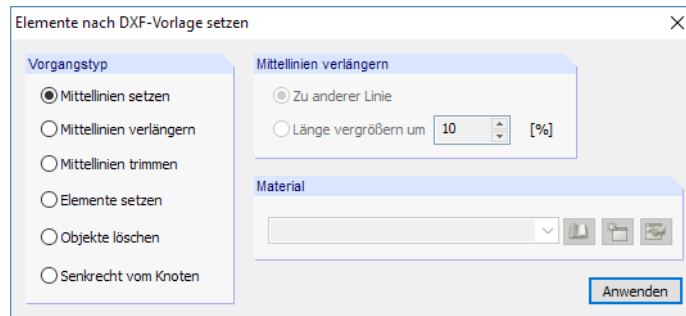 Elemente nach DXF-Vorlage setzen
Vorgangstyp
Mittellinien setzen
Mittellinien verlängern
Mittellinien trimmen
Elemente setzen
Objekte löschen
Senkrecht vom Knoten
Mittellinien verlängern
Zu anderer Linie
Länge vergrößern um 10 [%]
Material
Anwenden